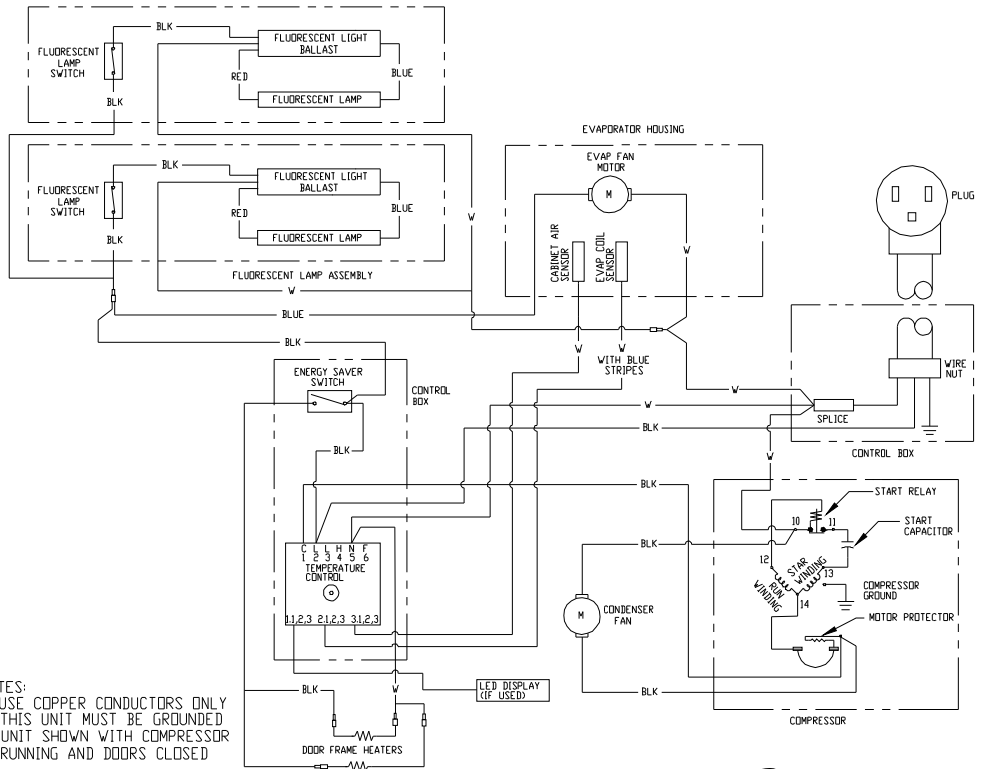 BLK
FLUORESCENT LIGHT
BALLAST
FLUORESCENT
LAMP
SWITCH
RED
BLUE
BLK
FLUORESCENT LAMP
EVAPORATOR HOUSING
BLK
FLUORESCENT LIGHT
BALLAST
EVAP FAN
MOTOR
M
FLUORESCENT
LAMP
SWITCH
RED
BLUE
PLUG
W
BLK
FLUORESCENT LAMP
W
CABINET AIR
SENSOR
EVAP COIL
SENSOR
FLUORESCENT LAMP ASSEMBLY
W
BLUE
BLK
W
W
WITH BLUE
STRIPES
WIRE
NUT
ENERGY SAVER
SWITCH
CONTROL
BOX
W
W
SPLICE
BLK
BLK
CONTROL BOX
W
BLK
START RELAY
10
11
START
CAPACITOR
BLK
C L L H N F
1 2 3 4 5 6
TEMPERATURE
CONTROL
12
STAR
WINDING
13
RUN
WINDING
COMPRESSOR
GROUND
14
M
CONDENSER
FAN
MOTOR PROTECTOR
1.1,2,3 2.1,2,3 3.1,2,3
BLK
W
LED DISPLAY
(IF USED)
BLK
COMPRESSOR
TES:
USE COPPER CONDUCTORS ONLY
THIS UNIT MUST BE GROUNDED
UNIT SHOWN WITH COMPRESSOR
RUNNING AND DOORS CLOSED
DOOR FRAME HEATERS